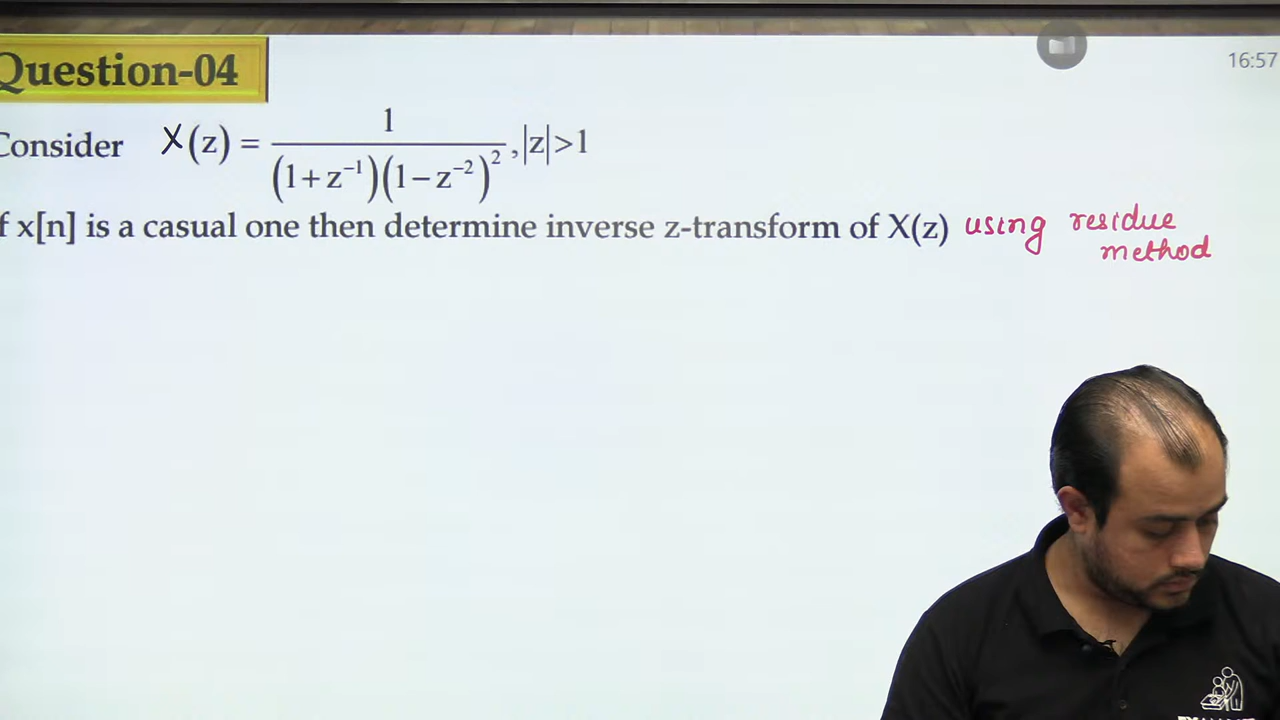 Question-04
16:57
Consider X(z) = 1 / (1+z⁻¹)(1−z⁻²)², |z|>1
f x[n] is a casual one then determine inverse z-transform of X(z) using residue
method